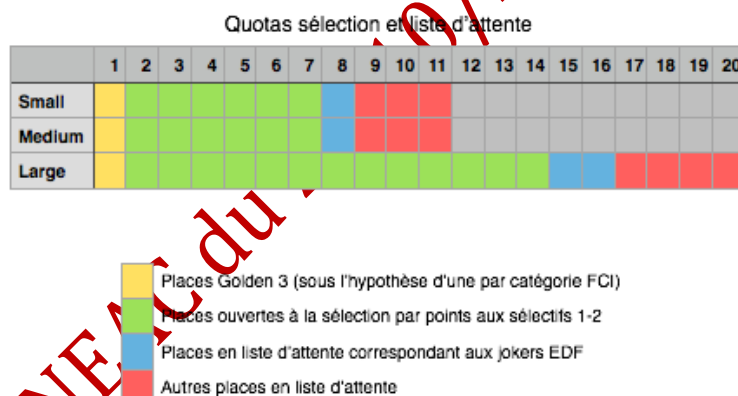 Quotas sélection et liste d'attente
1 2 3 4 5 6 7 8 9 10 11 12 13 14 15 16 17 18 19 20
Small
Medium
Large
Places Golden 3 (sous l'hypothèse d'une par catégorie FCI)
Places ouvertes à la sélection par points aux sélectifs 1-2
Places en liste d'attente correspondant aux jokers EDF
Autres places en liste d'attente
du